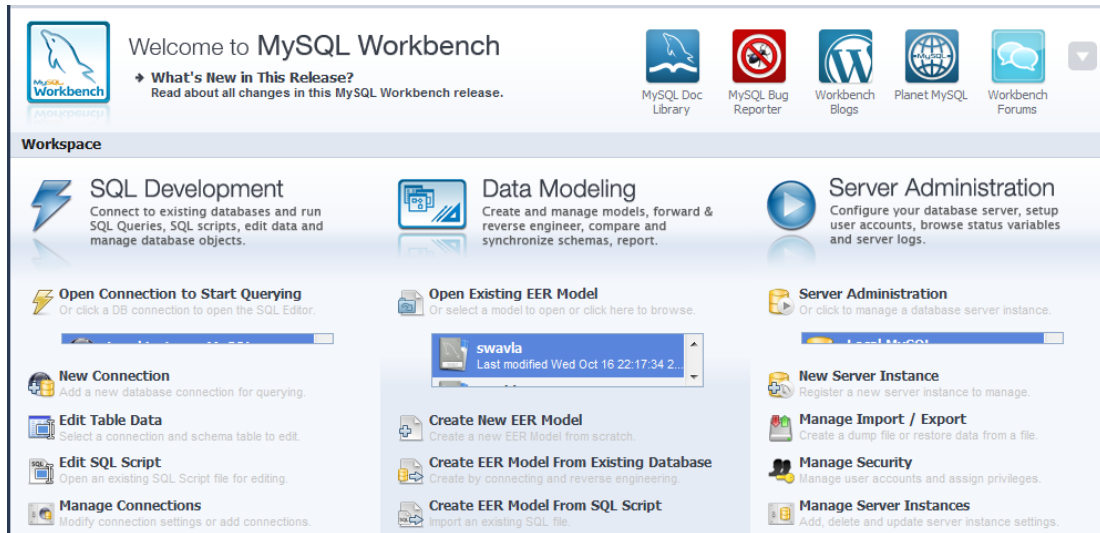 MySQL
Workbench
Welcome to MySQL Workbench
What's New in This Release?
Read about all changes in this MySQL Workbench release.
MySQL Doc
Library
MySQL Bug
Reporter
Workbench
Blogs
MySQL
Planet MySQL
Workbench
Forums
Workspace
SQL Development
Connect to existing databases and run
SQL Queries, SQL scripts, edit data and
manage database objects.
Open Connection to Start Querying
Or click a DB connection to open the SQL Editor.
New Connection
Add a new database connection for querying.
Edit Table Data
Select a connection and schema table to edit.
SQL
Edit SQL Script
Open an existing SQL Script file for editing.
Manage Connections
Modify connection settings or add connections.
Data Modeling
Create and manage models, forward &
reverse engineer, compare and
synchronize schemas, report.
Open Existing EER Model
Or select a model to open or click here to browse.
swavla
Last modified Wed Oct 16 22:17:34 2...
Create New EER Model
Create a new EER Model from scratch.
Create EER Model From Existing Database
Create by connecting and reverse engineering.
SQL
Create EER Model From SQL Script
Import an existing SQL file.
Server Administration
Configure your database server, setup
user accounts, browse status variables
and server logs.
Server Administration
Or click to manage a database server instance.
New Server Instance
Register a new server instance to manage.
Manage Import / Export
Create a dump file or restore data from a file.
Manage Security
Manage user accounts and assign privileges.
Manage Server Instances
Add, delete and update server instance settings.